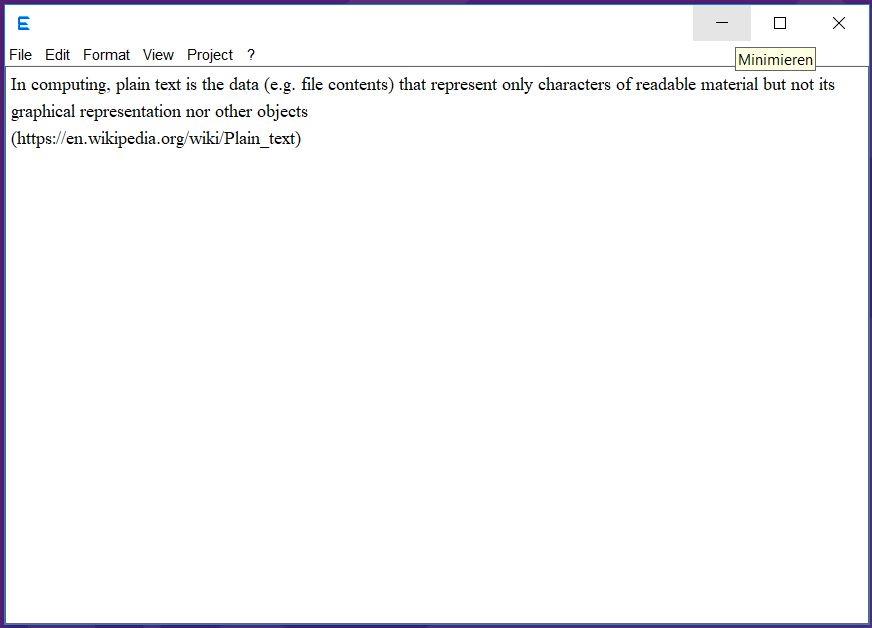 E
File Edit Format View Project ?
Minimieren
In computing, plain text is the data (e.g. file contents) that represent only characters of readable material but not its
graphical representation nor other objects
(https://en.wikipedia.org/wiki/Plain_text)